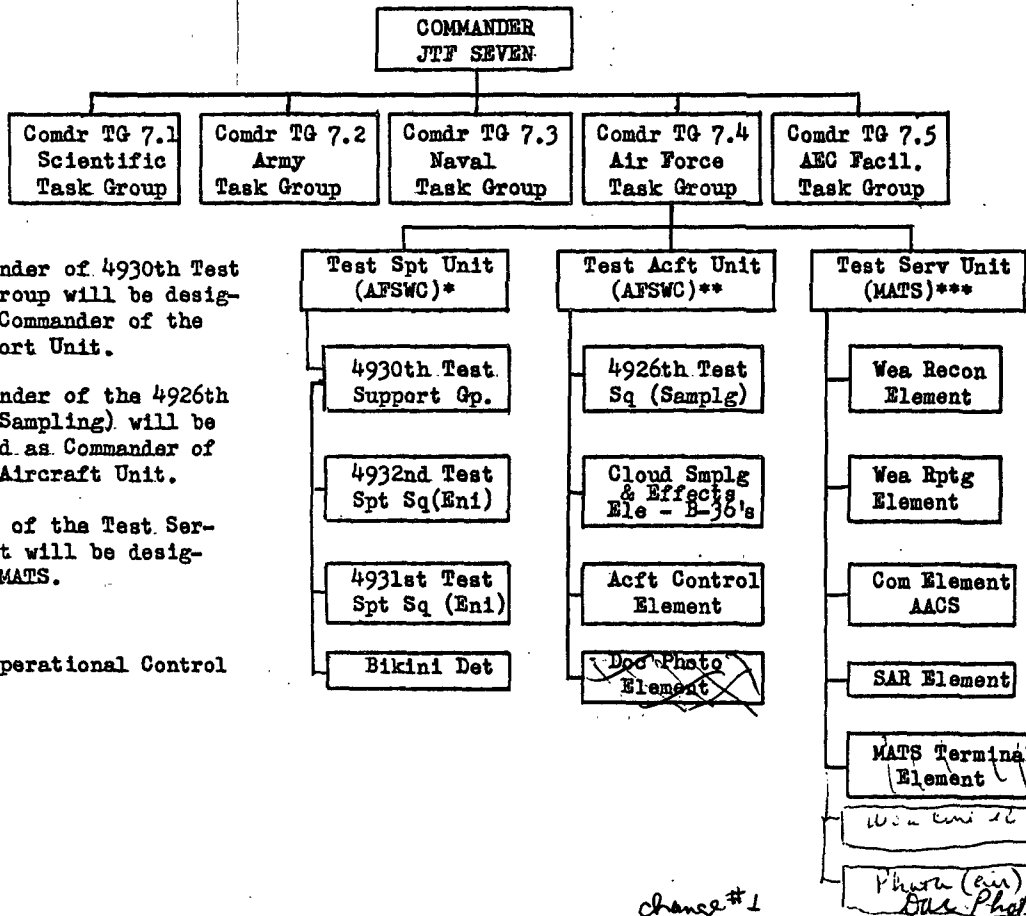 COMMANDER
JTF SEVEN
Comdr TG 7.1
Scientific
Task Group
Comdr TG 7.2
Army
Task Group
Comdr TG 7.3
Naval
Task Group
Comdr TG 7.4
Air Force
Task Group
Comdr TG 7.5
AEC Facil.
Task Group
nder of 4930th Test
roup will be desig-
Commander of the
ort Unit.
nder of the 4926th
Sampling) will be
d as Commander of
Aircraft Unit.
of the Test Ser-
t will be desig-
MATS.
perational Control
Test Spt Unit
(AFSWC)*
4930th Test
Support Gp.
4932nd Test
Spt Sq(Eni)
4931st Test
Spt Sq (Eni)
Bikini Det
Test Acft Unit
(AFSWC)**
4926th Test
Sq (Samplg)
Cloud Smplg
& Effects
Ele - B-36's
Acft Control
Element
Doc Photo
Element
Test Serv Unit
(MATS)***
Wea Recon
Element
Wea Rptg
Element
Com Element
AACS
SAR Element
MATS Termina
Element
Photo (air)
Doc Phot
change #1